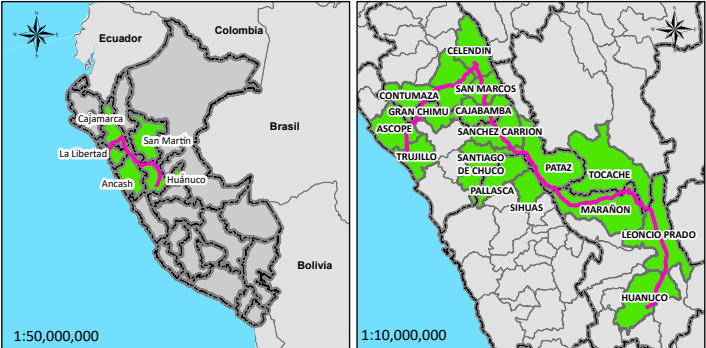 Ecuador
Colombia
Cajamarca
San Martín
Brasil
La Libertad
Ancash
Huánuco
Bolivia
1:50,000,000
CELENDIN
SAN MARCOS
CONTUMAZA
GRAN CHIMU
CAJABAMBA
ASCOPE
SANCHEZ CARRION
TRUJILLO
SANTIAGO
DE CHUCO
PATAZ
TOCACHE
PALLASCA
SIHUAS
MARAÑON
LEONCIO PRADO
HUANUCO
1:10,000,000